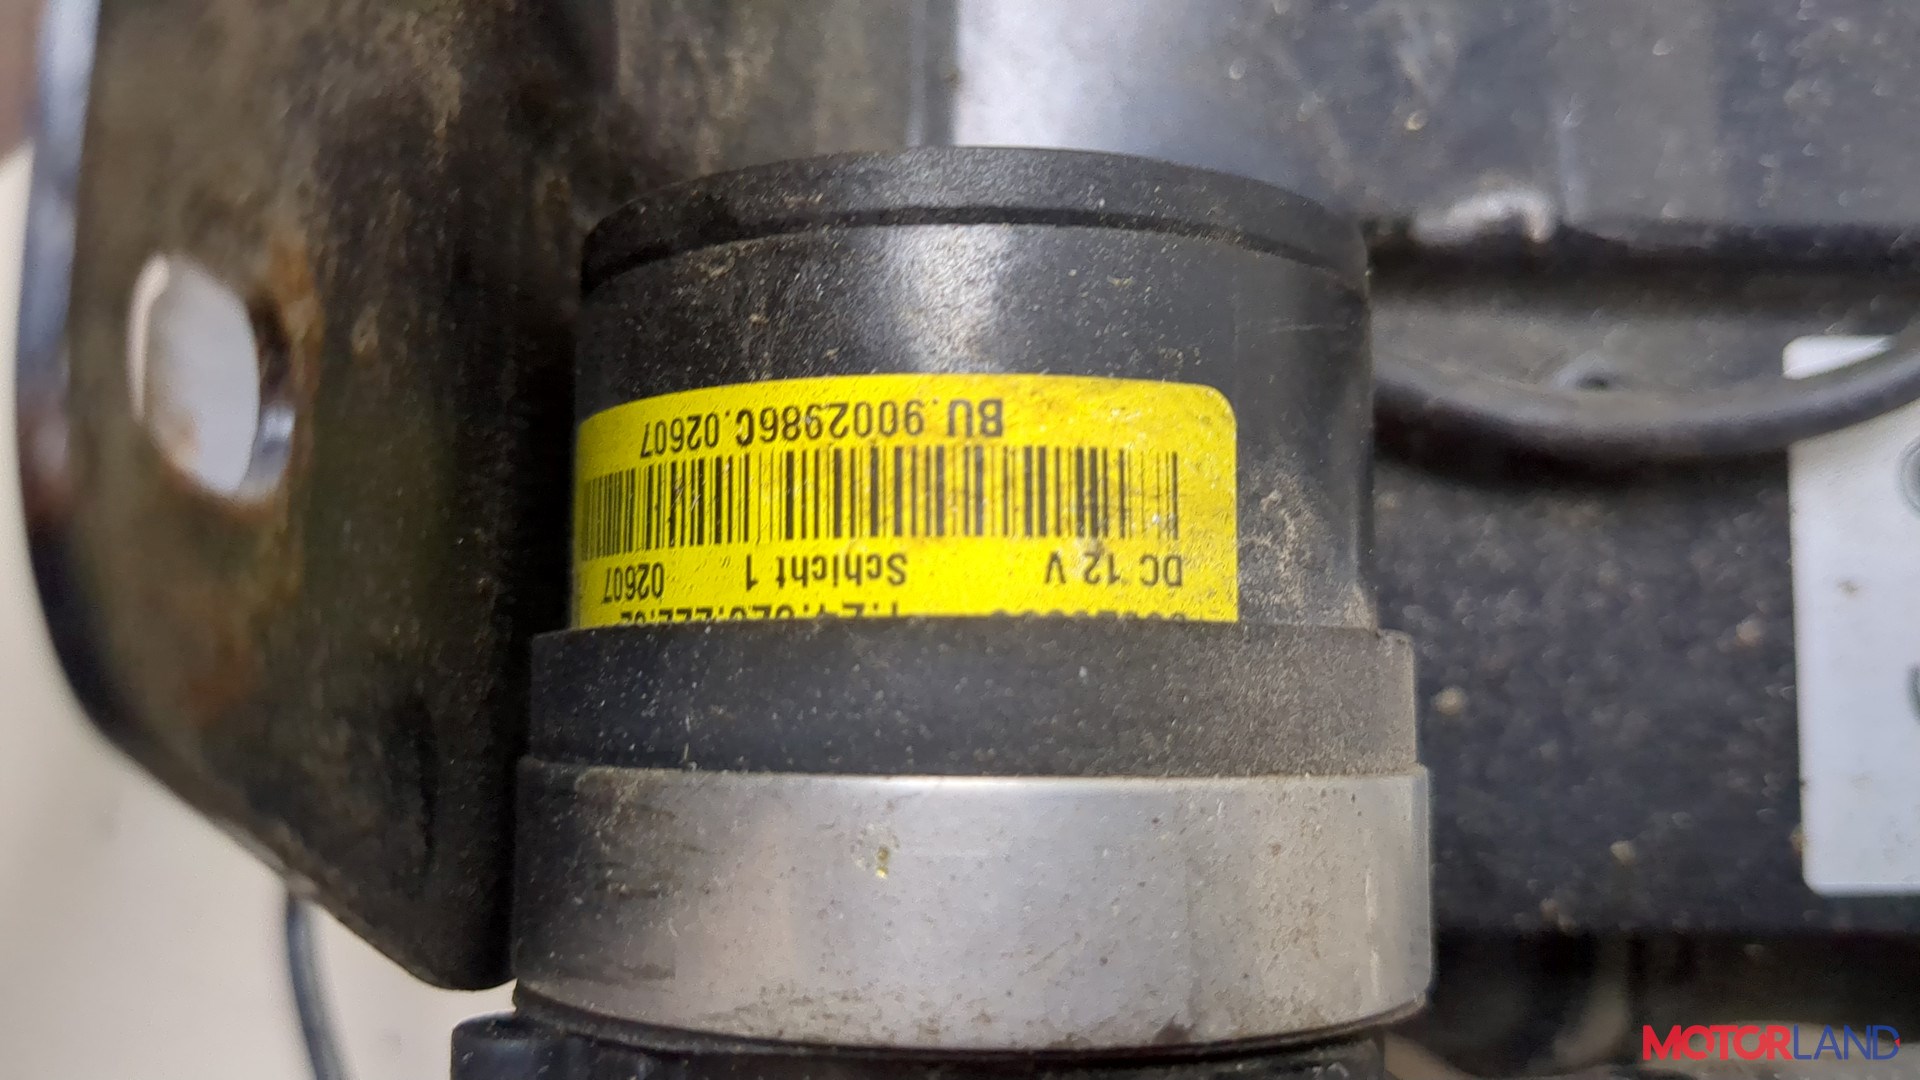 DC 12 V Schicht 1 02607
BU.9002986C.02607
MOTORLAND